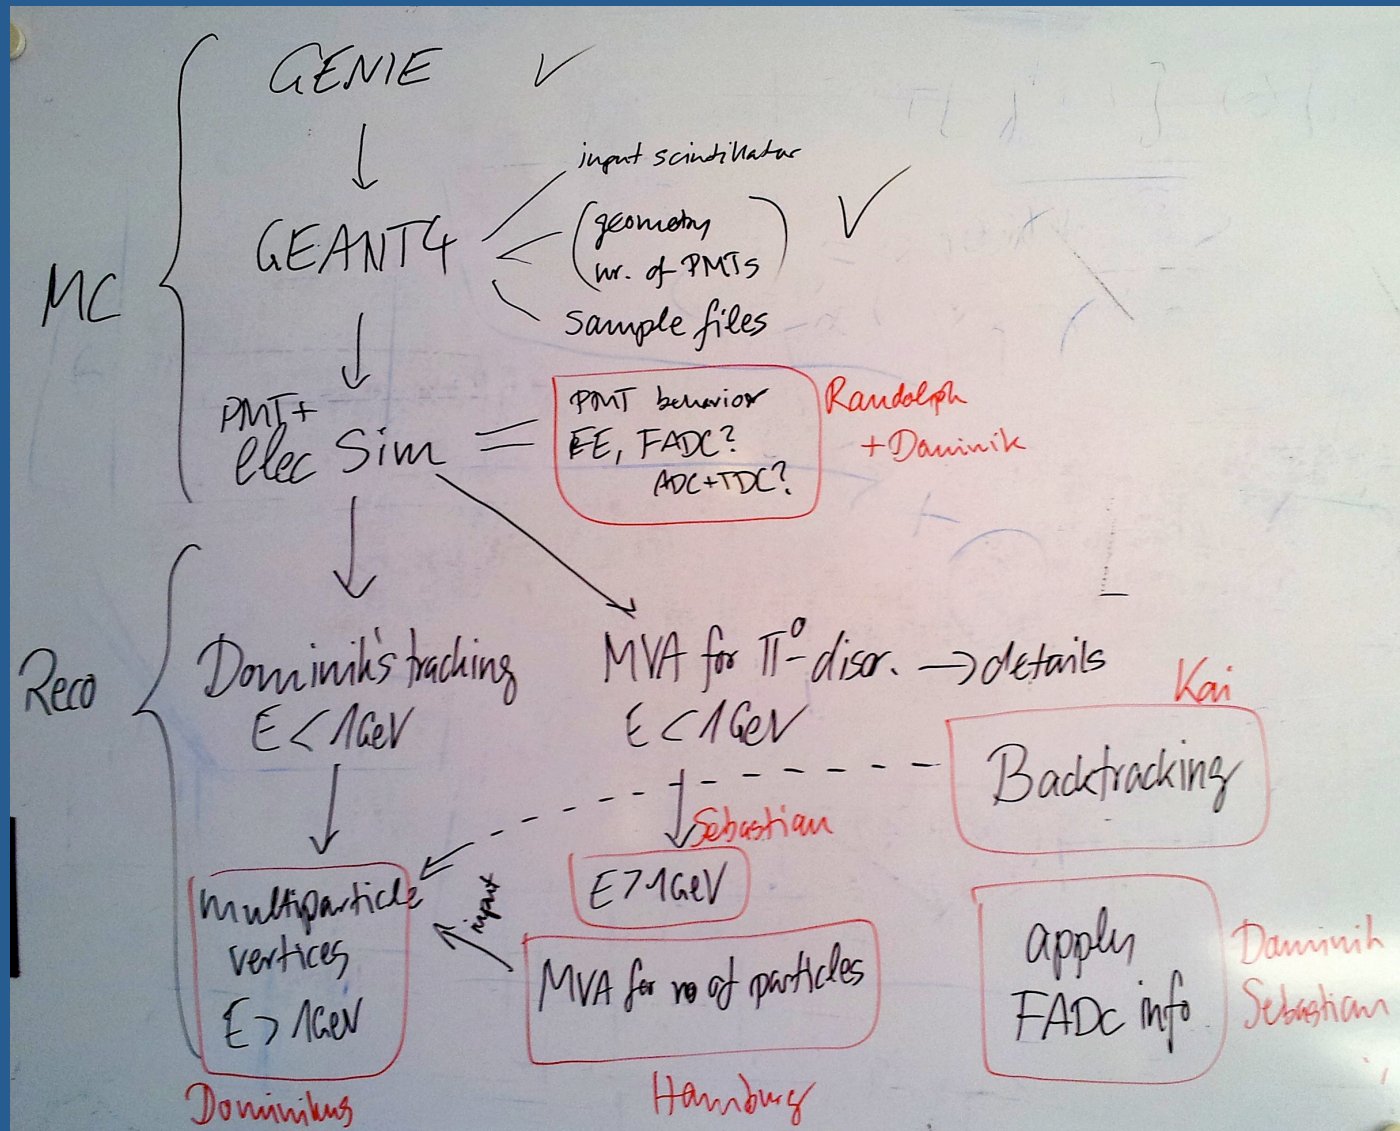 GENIE ✓
input scintillator
GEANT4
(geometry
nr. of PMTs)
✓
sample files
MC
PMT+
elec Sim =
PMT behavior
EE, FADC?
ADC+TDC?
Randolph
+Dominik
Reco
Dominik's tracking
E < 1GeV
MVA for π⁰-discr. → details
E < 1GeV
Kai
Backtracking
Sebastian
E > 1GeV
multiparticle
vertices
E > 1GeV
input
MVA for no of particles
apply
FADC info
Dominik
Sebastian
Dominikus
Hamburg